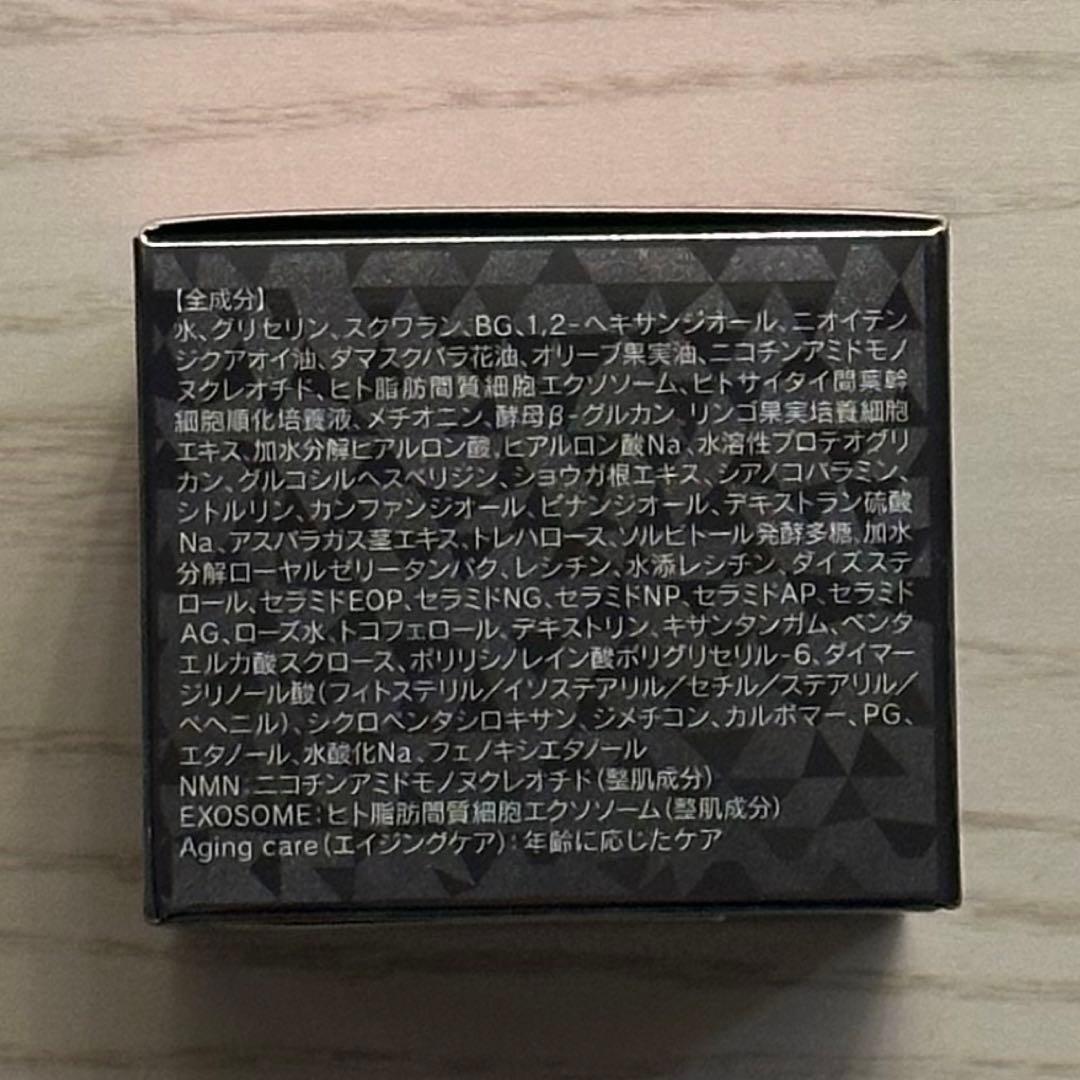 【全成分】
水、グリセリン、スクワラン、BG、1,2-ヘキサンジオール、ニオイテン
ジクアオイ油、ダマスクバラ花油、オリーブ果実油、ニコチンアミドモノ
ヌクレオチド、ヒト脂肪間質細胞エクソソーム、ヒトサイタイ間葉幹
細胞順化培養液、メチオニン、酵母β-グルカン、リンゴ果実培養細胞
エキス、加水分解ヒアルロン酸、ヒアルロン酸Na、水溶性プロテオグリ
カン、グルコシルヘスペリジン、ショウガ根エキス、シアノコバラミン、
シトルリン、カンファンジオール、ピナンジオール、デキストラン硫酸
Na、アスパラガス茎エキス、トレハロース、ソルビトール発酵多糖、加水
分解ローヤルゼリータンパク、レシチン、水添レシチン、ダイズステ
ロール、セラミドEOP、セラミドNG、セラミドNP、セラミドAP、セラミド
AG、ローズ水、トコフェロール、デキストリン、キサンタンガム、ベンタ
エルカ酸スクロース、ポリリシノレイン酸ポリグリセリル-6、ダイマー
ジリノール酸(フィトステリル/イソステアリル/セチル/ステアリル/
ベヘニル)、シクロペンタシロキサン、ジメチコン、カルボマー、PG、
エタノール、水酸化Na、フェノキシエタノール
NMN:ニコチンアミドモノヌクレオチド(整肌成分)
EXOSOME:ヒト脂肪間質細胞エクソソーム(整肌成分)
Aging care(エイジングケア):年齢に応じたケア